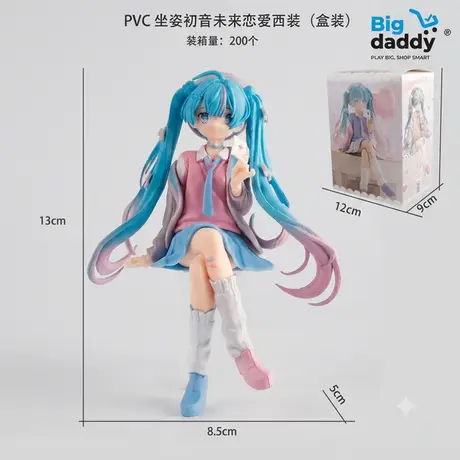 PVC 坐姿初音未来恋爱西装（盒装）
装箱量：200个
Big
daddy
®
PLAY BIG, SHOP SMART
13cm
12cm
9cm
5cm
8.5cm